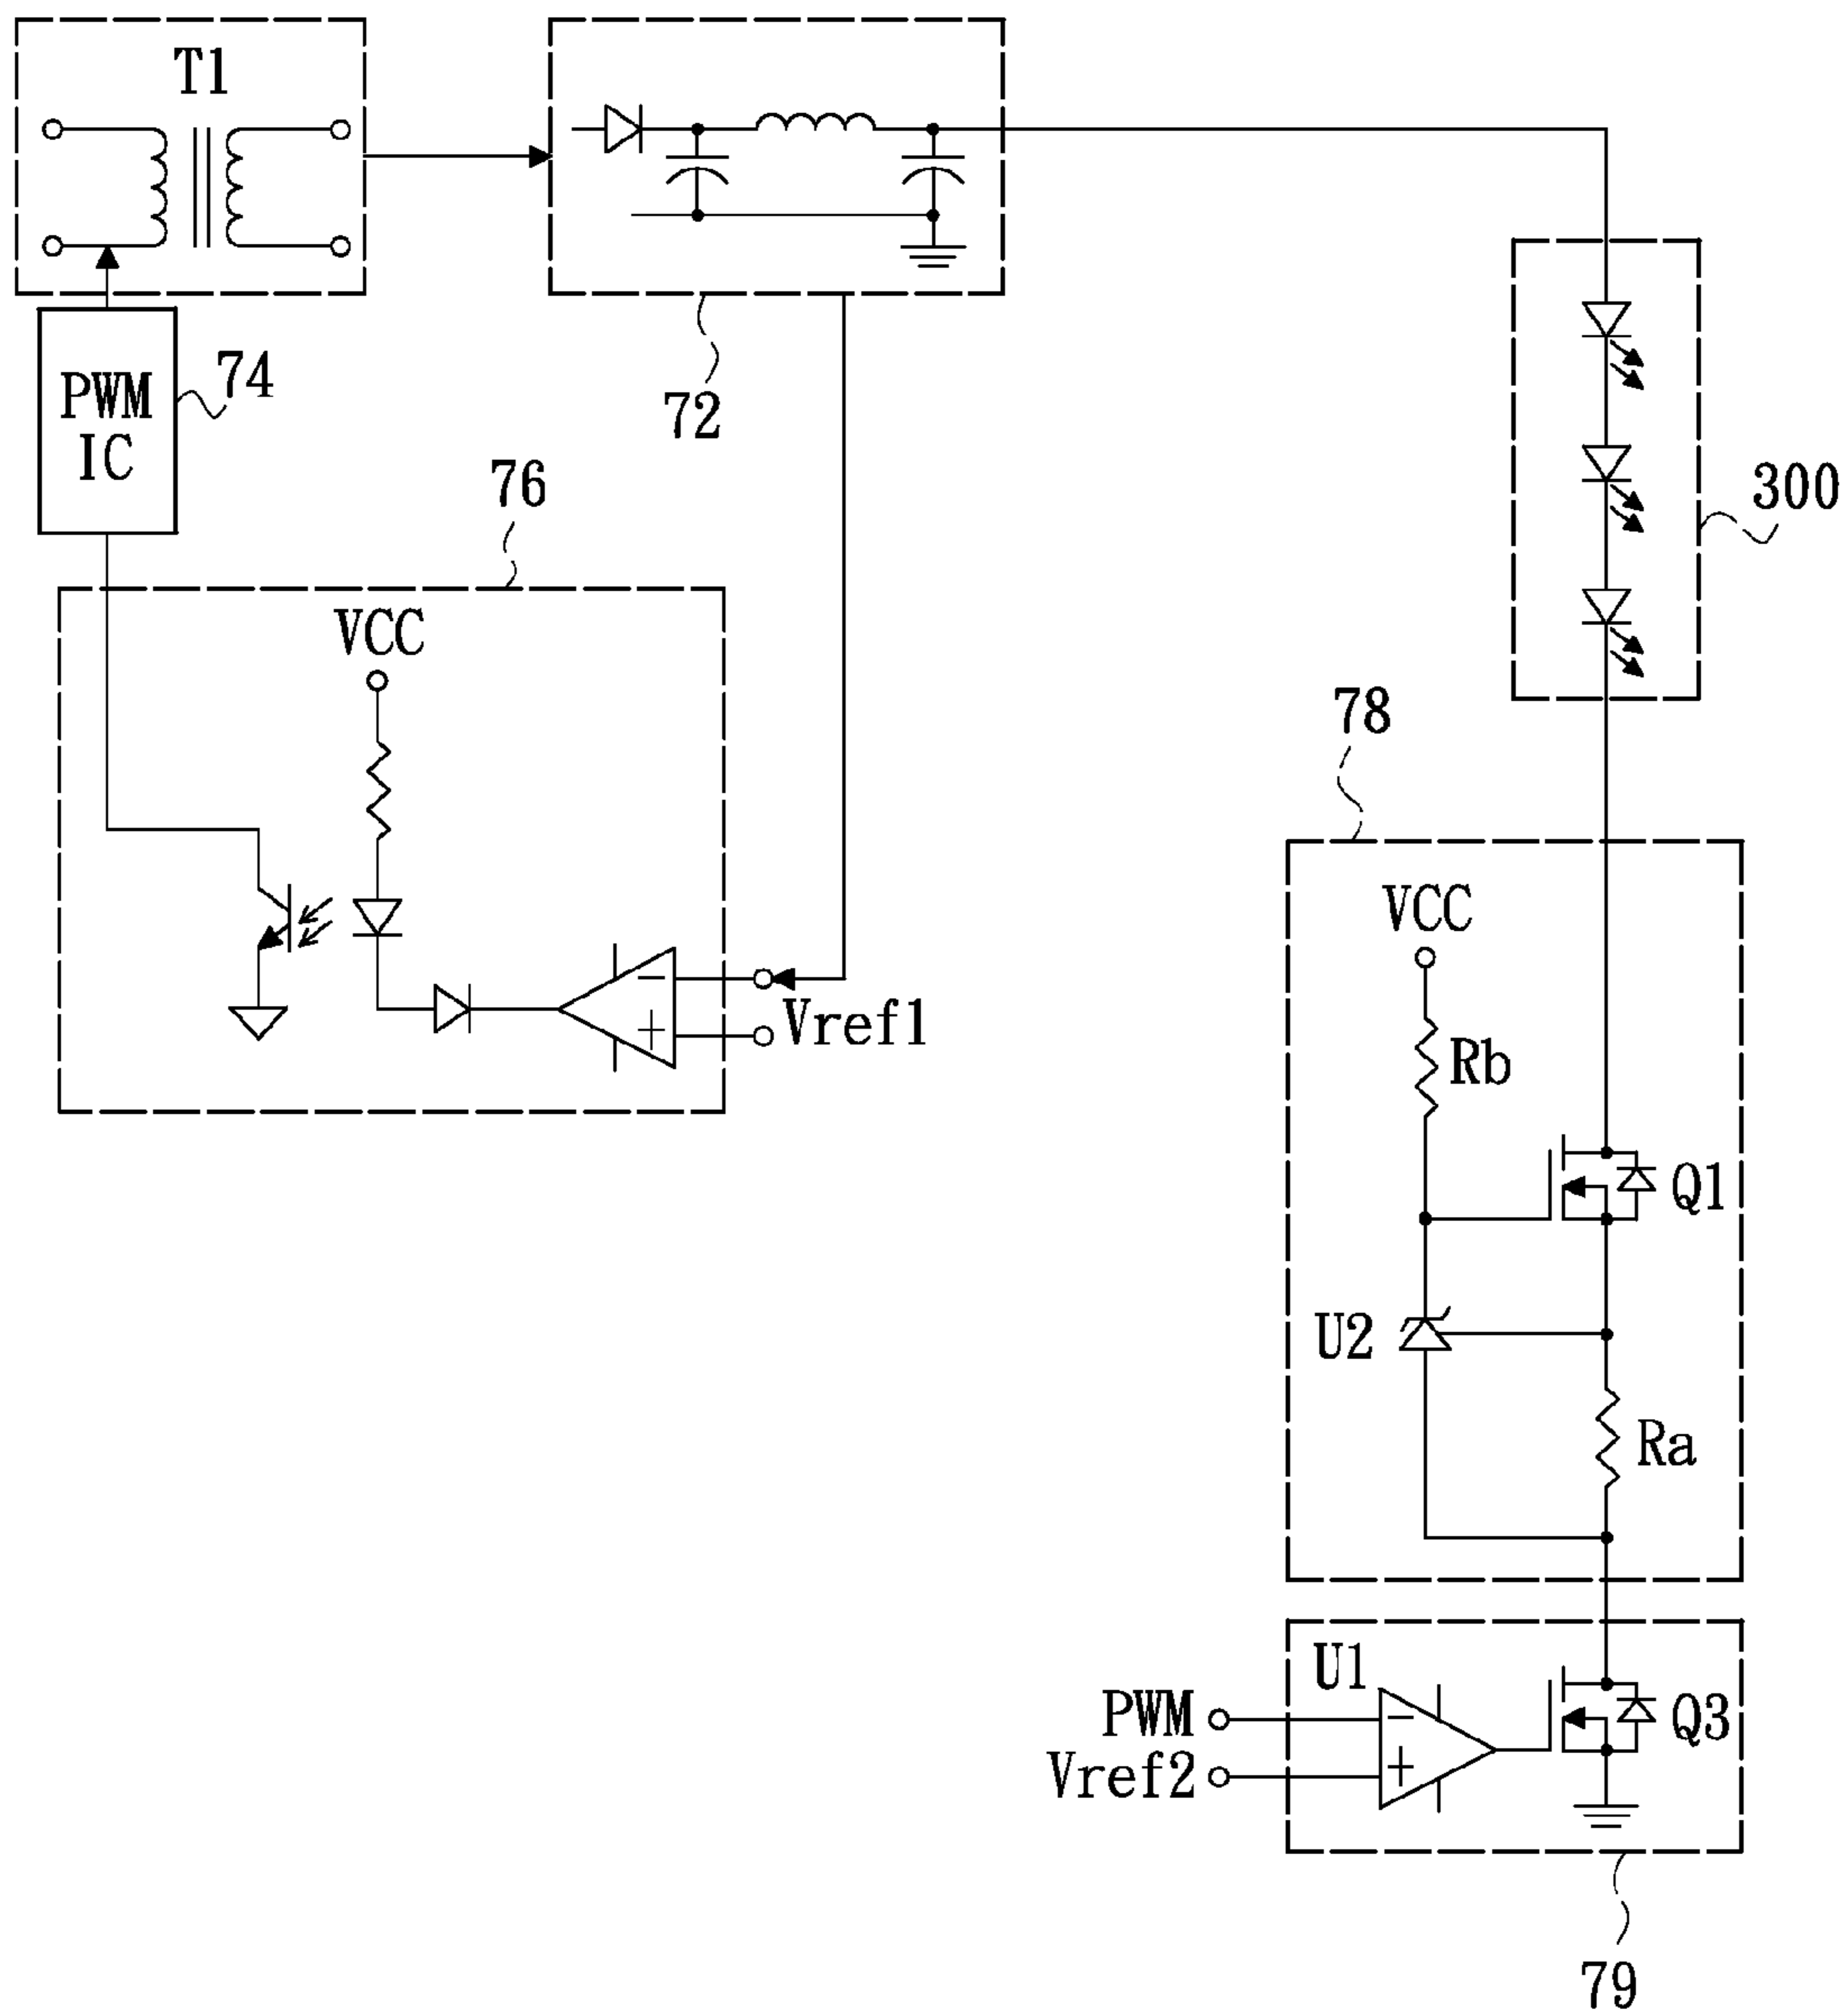 T1
PWM
IC
74
72
76
300
VCC
78
VCC
Vref1
Rb
Q1
U2
Ra
U1
PWM
Q3
Vref2
79